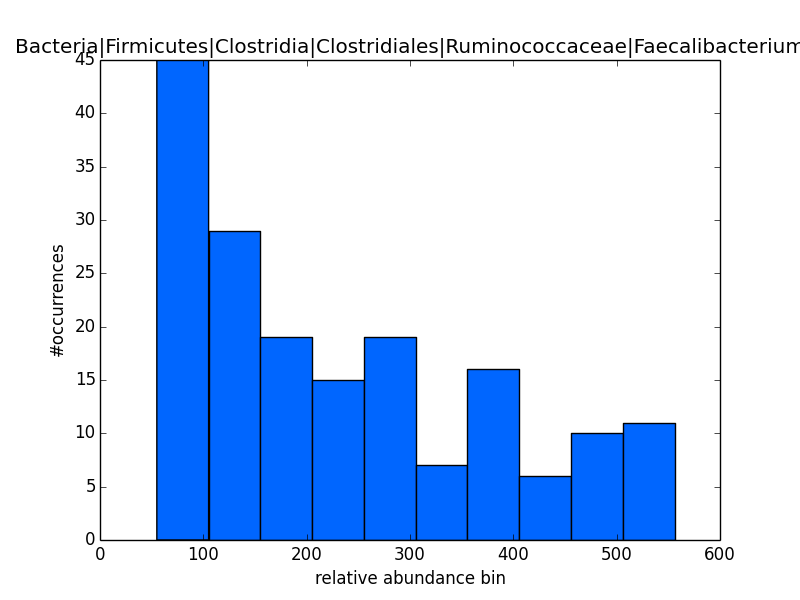 Bacteria|Firmicutes|Clostridia|Clostridiales|Ruminococcaceae|Faecalibacterium
45
40
35
30
25
20
15
10
5
0
#occurrences
0 100 200 300 400 500 600
relative abundance bin